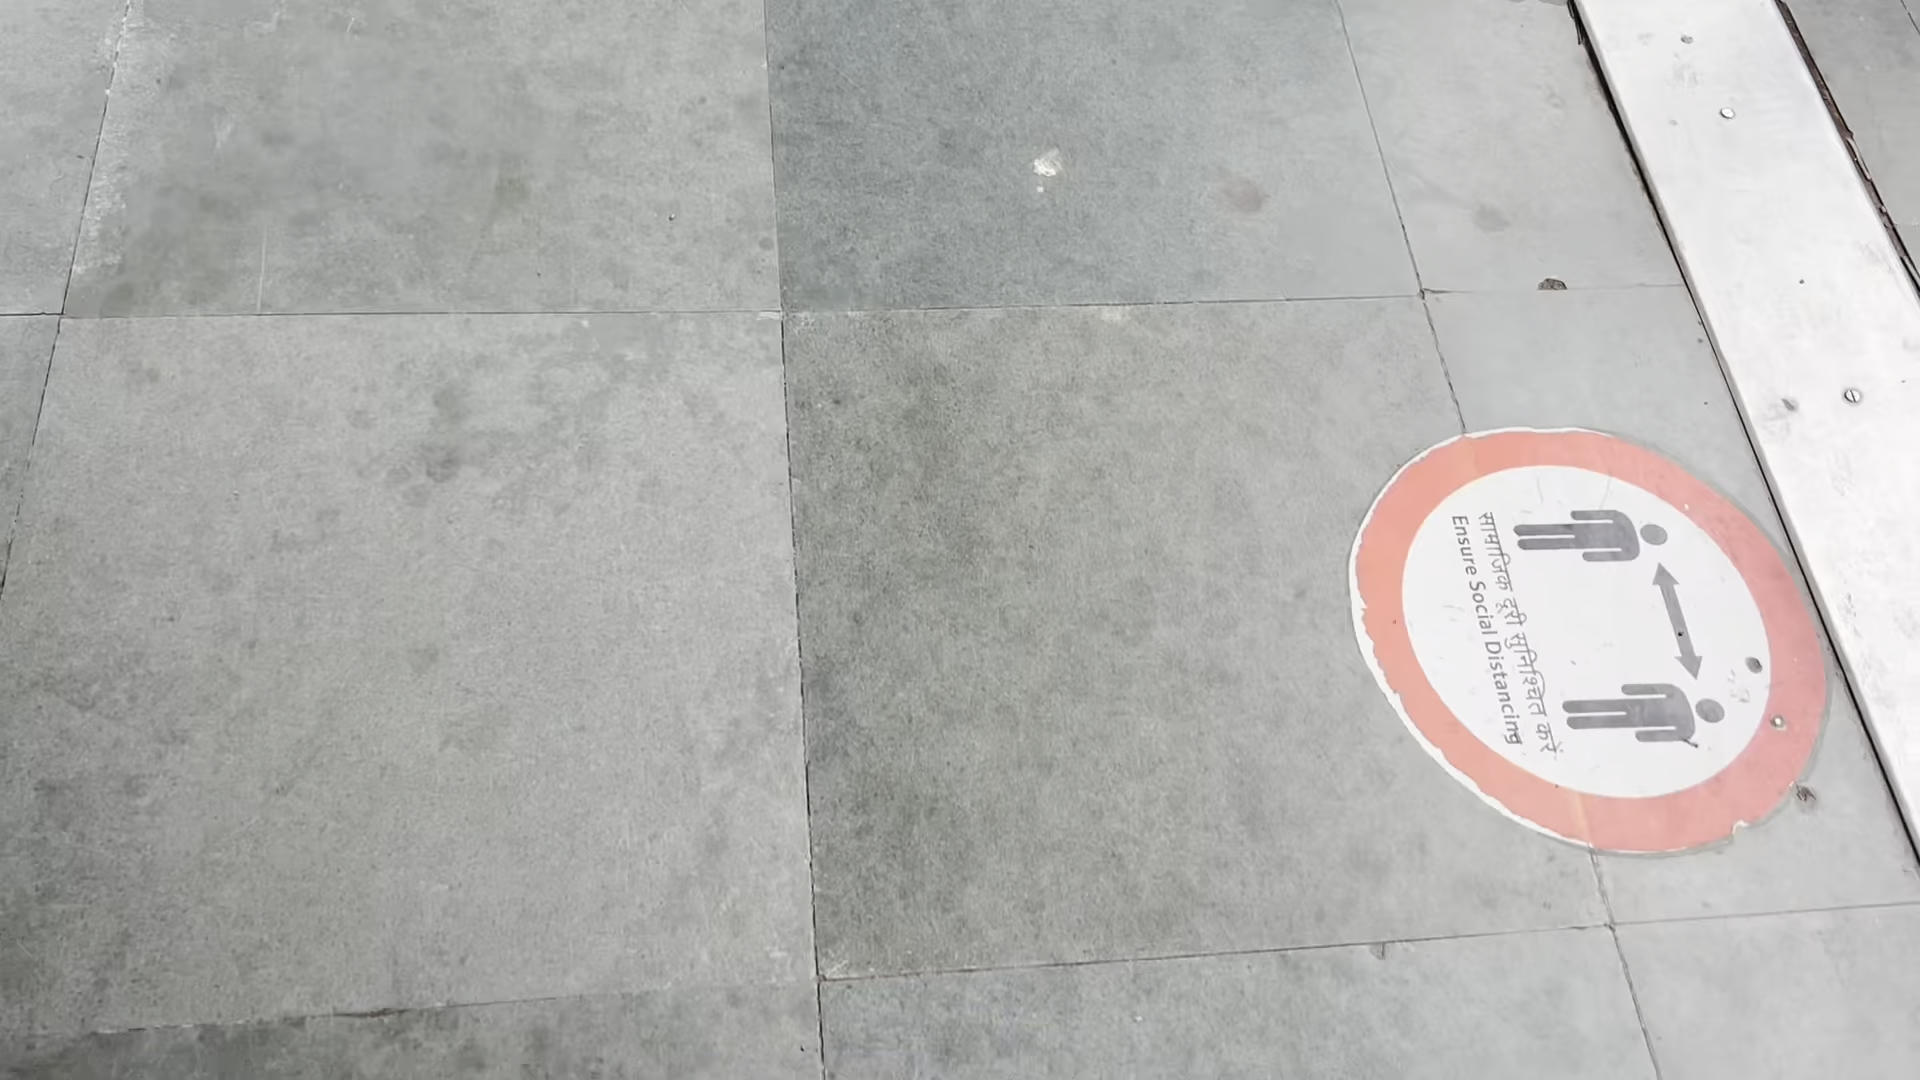 सामाजिक दूरी सुनिश्चित करें
Ensure Social Distancing